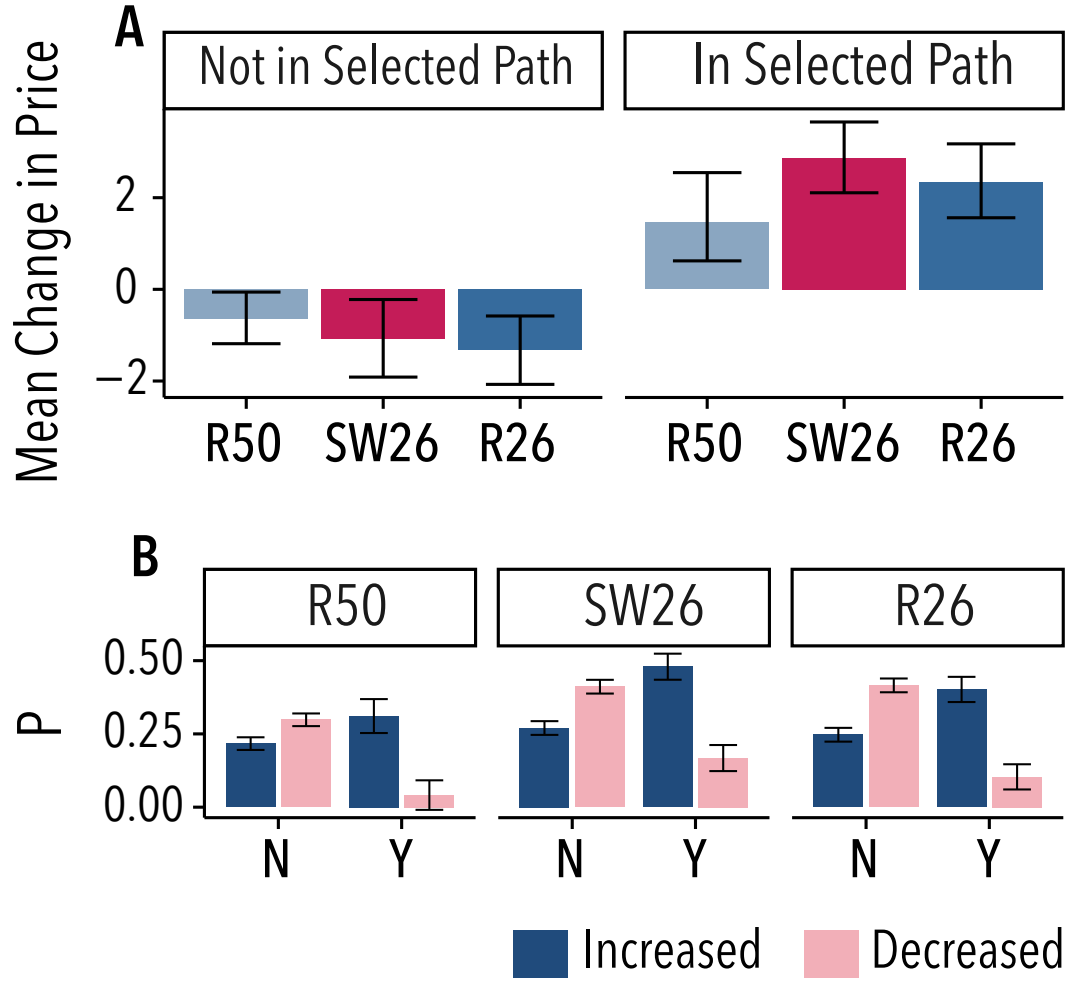 A
Not in Selected Path
In Selected Path
Mean Change in Price
2
0
−2
R50 SW26 R26
R50 SW26 R26
B
R50
SW26
R26
P
0.50
0.25
0.00
N Y
N Y
N Y
Increased
Decreased